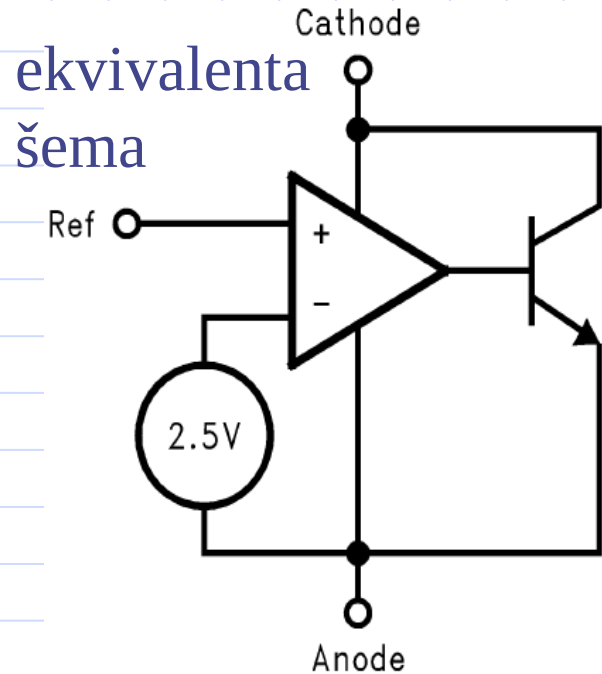 Cathode
ekvivalenta
šema
Ref
+
−
2.5V
Anode